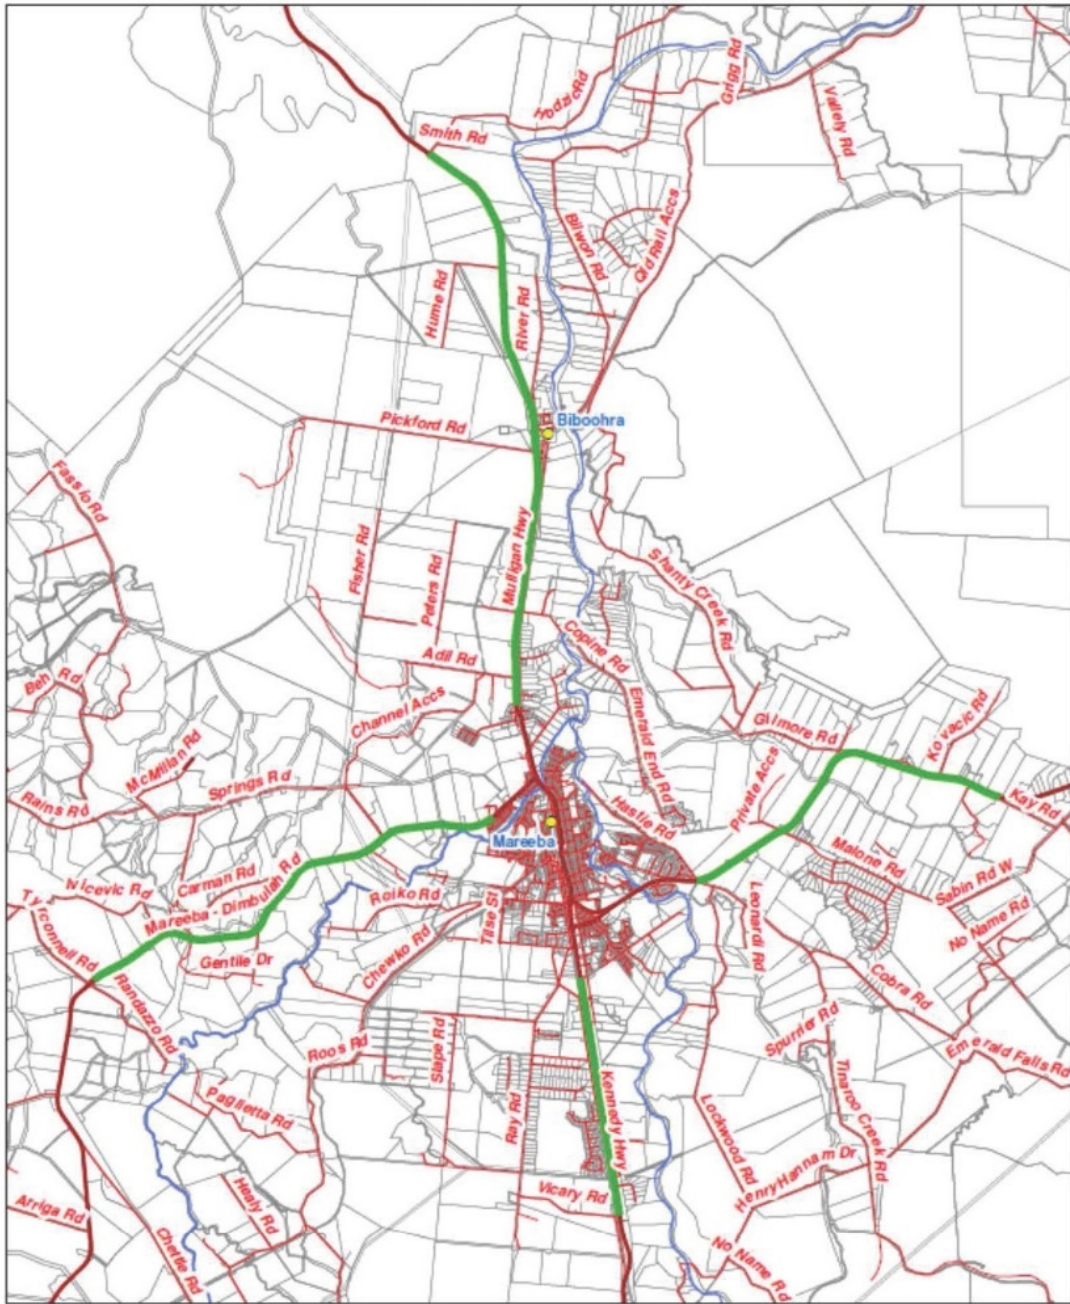 Grigg Rd
Hodzic Rd
Smith Rd
Vallely Rd
Bilwon Rd
Old Rail Accs
Hume Rd
River Rd
Pickford Rd
Biboohra
Fassio Rd
Fisher Rd
Peters Rd
Mulligan Hwy
Shanty Creek Rd
Copine Rd
Adil Rd
Beh Rd
Channel Accs
Emerald End Rd
Gilmore Rd
Kovacic Rd
McMillan Rd
Springs Rd
Rains Rd
Private Accs
Kay Rd
Hastie Rd
Mareeba
Malone Rd
Sabin Rd W
Ivicevic Rd
Carman Rd
Mareeba - Dimbulah Rd
Roiko Rd
Tilse St
Leonardi Rd
No Name Rd
Tyrconnell Rd
Gentile Dr
Chewko Rd
Cobra Rd
Randazzo Rd
Roos Rd
Slape Rd
Spurrier Rd
Emerald Falls Rd
Paglietta Rd
Ray Rd
Kennedy Hwy
Lockwood Rd
Tinaroo Creek Rd
Henry Hannam Dr
Arriga Rd
Healy Rd
Vicary Rd
Chettle Rd
No Name Rd